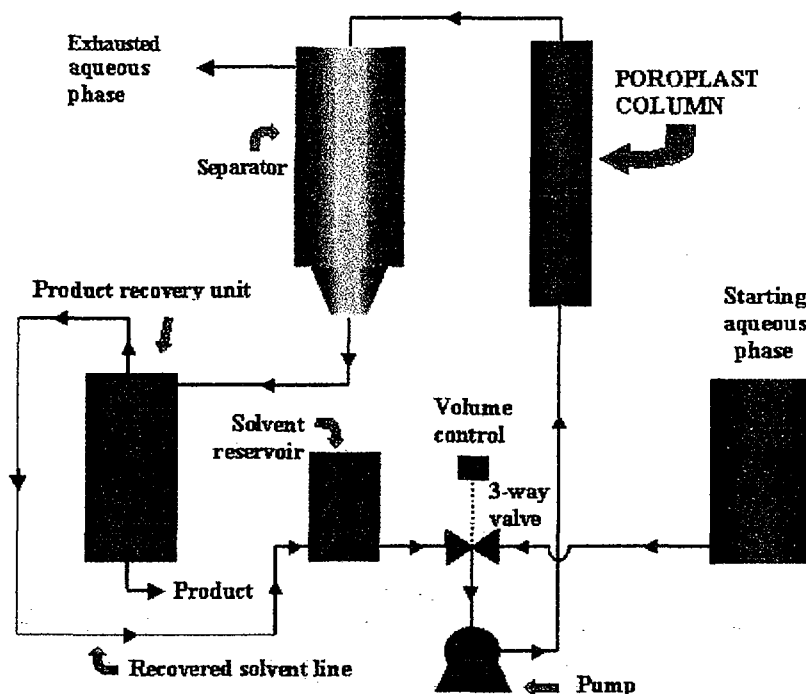 Exhausted
aqueous
phase
POROPLAST
COLUMN
Separator
Product recovery unit
Starting
aqueous
phase
Solvent
reservoir
Volume
control
3-way
valve
Product
Recovered solvent line
Pump